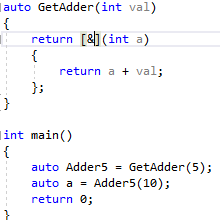 auto GetAdder(int val)
{
    return [&](int a)
    {
        return a + val;
    };
}

int main()
{
    auto Adder5 = GetAdder(5);
    auto a = Adder5(10);
    return 0;
}